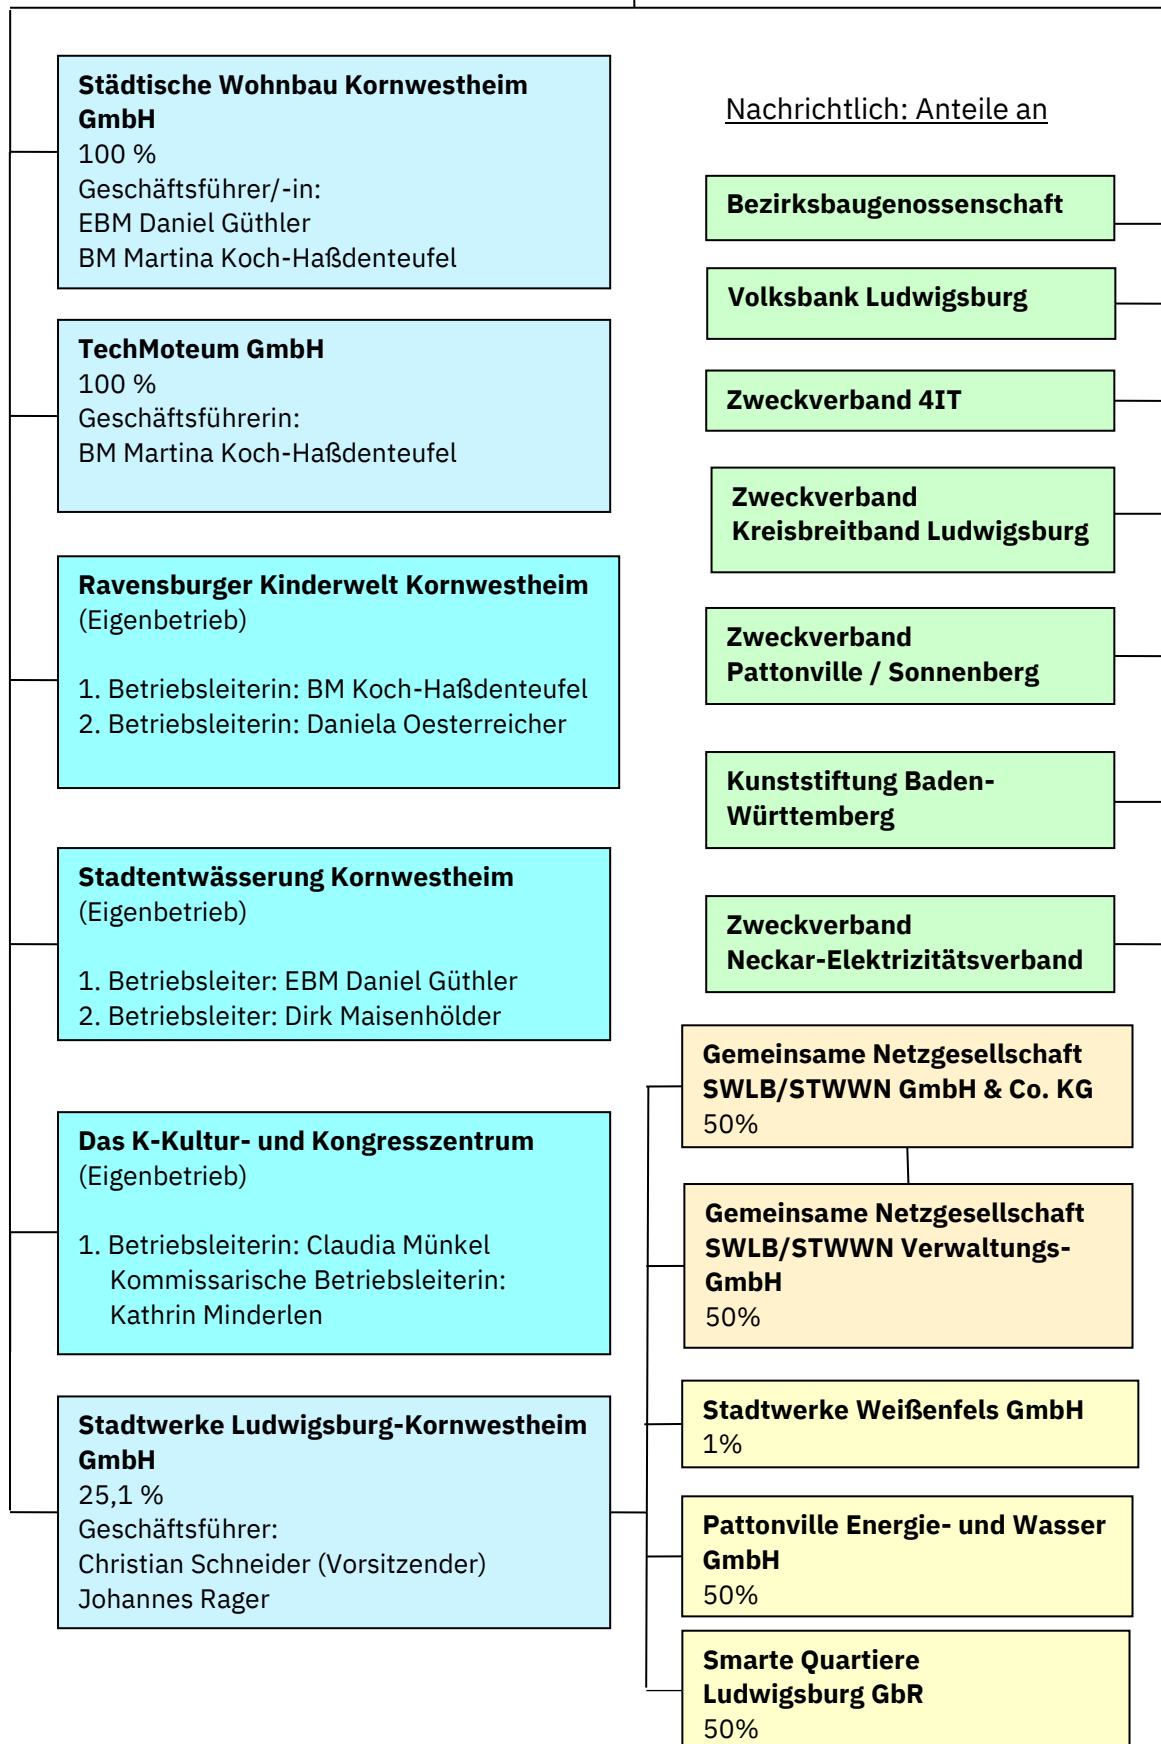 Städtische Wohnbau Kornwestheim
GmbH
100 %
Geschäftsführer/-in:
EBM Daniel Güthler
BM Martina Koch-Haßdenteufel
TechMoteum GmbH
100 %
Geschäftsführerin:
BM Martina Koch-Haßdenteufel
Ravensburger Kinderwelt Kornwestheim
(Eigenbetrieb)
1. Betriebsleiterin: BM Koch-Haßdenteufel
2. Betriebsleiterin: Daniela Oesterreicher
Stadtentwässerung Kornwestheim
(Eigenbetrieb)
1. Betriebsleiter: EBM Daniel Güthler
2. Betriebsleiter: Dirk Maisenhölder
Das K-Kultur- und Kongresszentrum
(Eigenbetrieb)
1. Betriebsleiterin: Claudia Münkel
Kommissarische Betriebsleiterin:
Kathrin Minderlen
Stadtwerke Ludwigsburg-Kornwestheim
GmbH
25,1 %
Geschäftsführer:
Christian Schneider (Vorsitzender)
Johannes Rager
Nachrichtlich: Anteile an
Bezirksbaugenossenschaft
Volksbank Ludwigsburg
Zweckverband 4IT
Zweckverband
Kreisbreitband Ludwigsburg
Zweckverband
Pattonville / Sonnenberg
Kunststiftung Baden-
Württemberg
Zweckverband
Neckar-Elektrizitätsverband
Gemeinsame Netzgesellschaft
SWLB/STWWN GmbH & Co. KG
50%
Gemeinsame Netzgesellschaft
SWLB/STWWN Verwaltungs-
GmbH
50%
Stadtwerke Weißenfels GmbH
1%
Pattonville Energie- und Wasser
GmbH
50%
Smarte Quartiere
Ludwigsburg GbR
50%